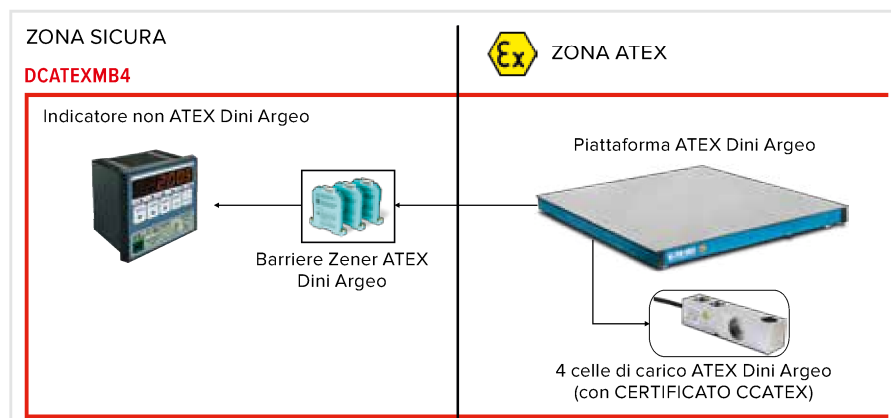 ZONA SICURA
DCATEXMB4
Ex
ZONA ATEX
Indicatore non ATEX Dini Argeo
Barriere Zener ATEX
Dini Argeo
Piattaforma ATEX Dini Argeo
4 celle di carico ATEX Dini Argeo
(con CERTIFICATO CCATEX)